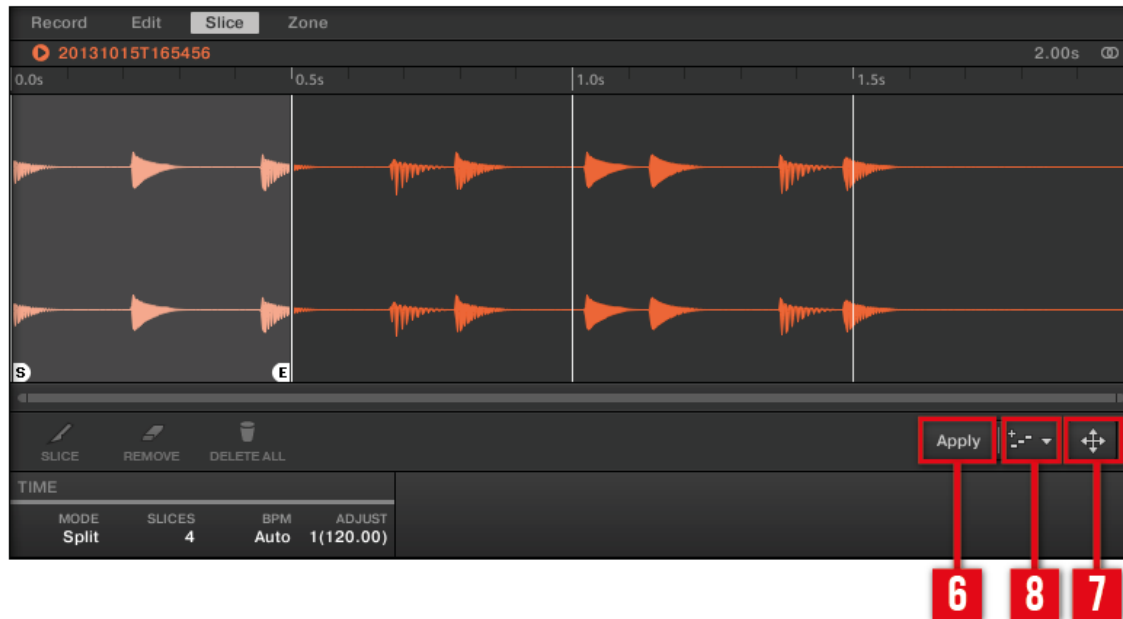 Record Edit Slice Zone
20131015T165456 2.00s
0.0s 0.5s 1.0s 1.5s
S E
SLICE REMOVE DELETE ALL Apply
TIME
MODE SLICES BPM ADJUST
Split 4 Auto 1(120.00)
6 8 7